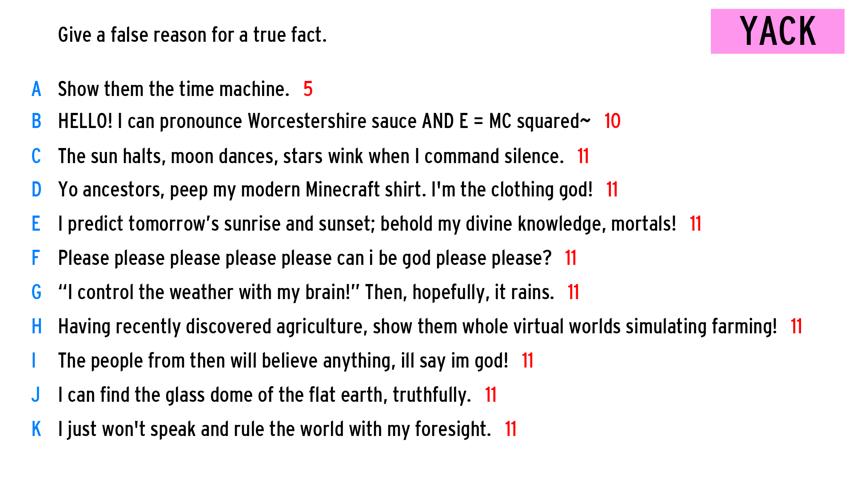 Give a false reason for a true fact.
YACK
A Show them the time machine. 5
B HELLO! I can pronounce Worcestershire sauce AND E = MC squared~ 10
C The sun halts, moon dances, stars wink when I command silence. 11
D Yo ancestors, peep my modern Minecraft shirt. I'm the clothing god! 11
E I predict tomorrow’s sunrise and sunset; behold my divine knowledge, mortals! 11
F Please please please please please can i be god please please? 11
G “I control the weather with my brain!” Then, hopefully, it rains. 11
H Having recently discovered agriculture, show them whole virtual worlds simulating farming! 11
I The people from then will believe anything, ill say im god! 11
J I can find the glass dome of the flat earth, truthfully. 11
K I just won't speak and rule the world with my foresight. 11